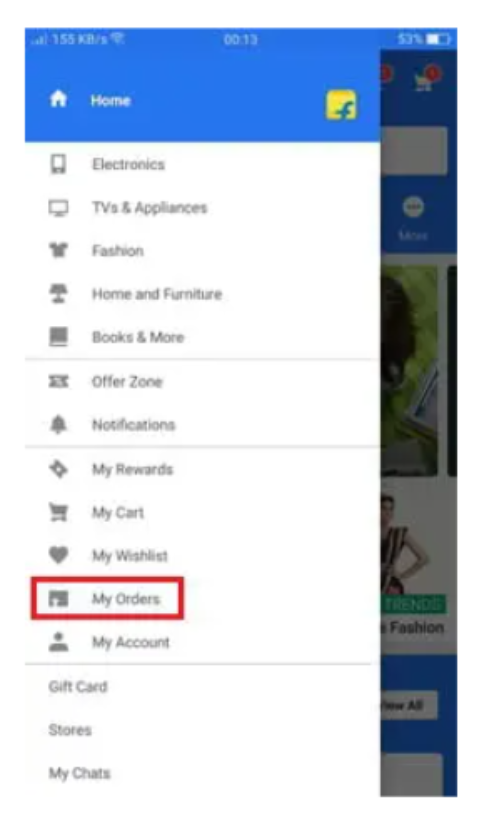 155 KB/s
00:13
53%
Home
Electronics
TVs & Appliances
More
Fashion
Home and Furniture
Books & More
Offer Zone
Notifications
My Rewards
My Cart
My Wishlist
My Orders
TRENDS
Fashion
My Account
Gift Card
View All
Stores
My Chats